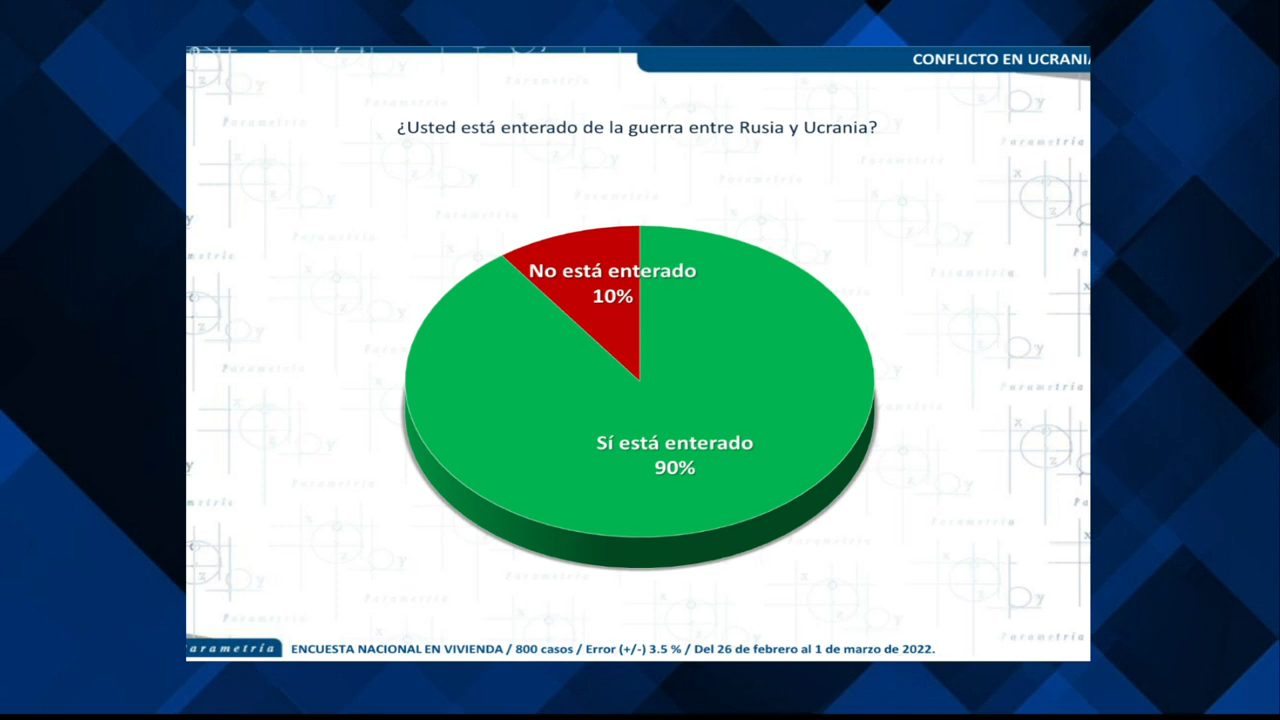 CONFLICTO EN UCRANIA
¿Usted está enterado de la guerra entre Rusia y Ucrania?
No está enterado
10%
Sí está enterado
90%
arametría
ENCUESTA NACIONAL EN VIVIENDA / 800 casos / Error (+/-) 3.5 % / Del 26 de febrero al 1 de marzo de 2022.